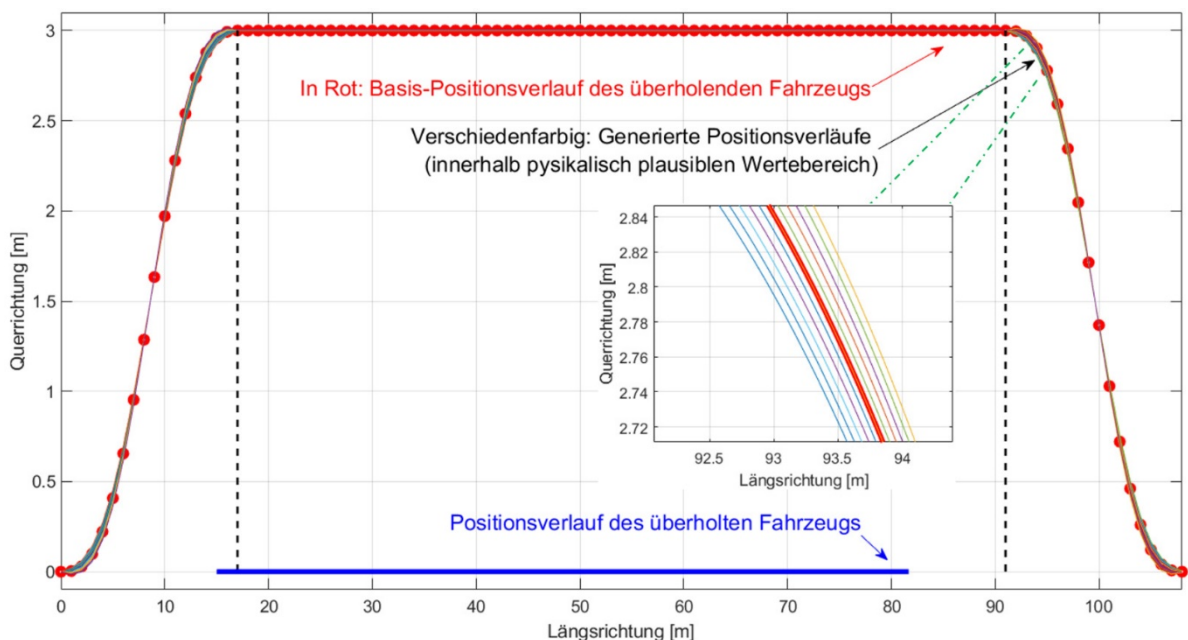 3
2.5
2
1.5
1
0.5
0
Querrichtung [m]
In Rot: Basis-Positionsverlauf des überholenden Fahrzeugs
Verschiedenfarbig: Generierte Positionsverläufe
(innerhalb pysikalisch plausiblen Wertebereich)
2.84
2.82
2.8
2.78
2.76
2.74
2.72
Querrichtung [m]
92.5 93 93.5 94
Längsrichtung [m]
Positionsverlauf des überholten Fahrzeugs
0 10 20 30 40 50 60 70 80 90 100
Längsrichtung [m]